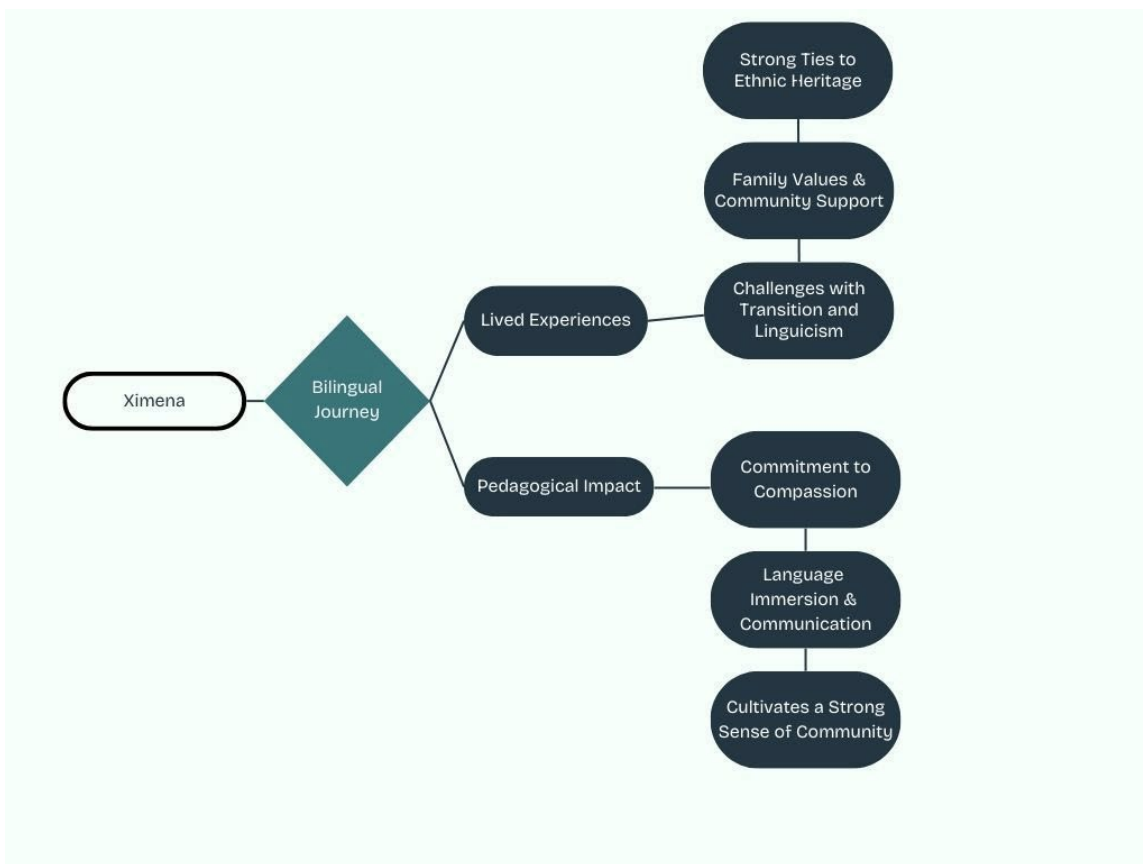 Strong Ties to
Ethnic Heritage
Family Values &
Community Support
Challenges with
Transition and
Linguicism
Lived Experiences
Ximena
Bilingual
Journey
Pedagogical Impact
Commitment to
Compassion
Language
Immersion &
Communication
Cultivates a Strong
Sense of Community